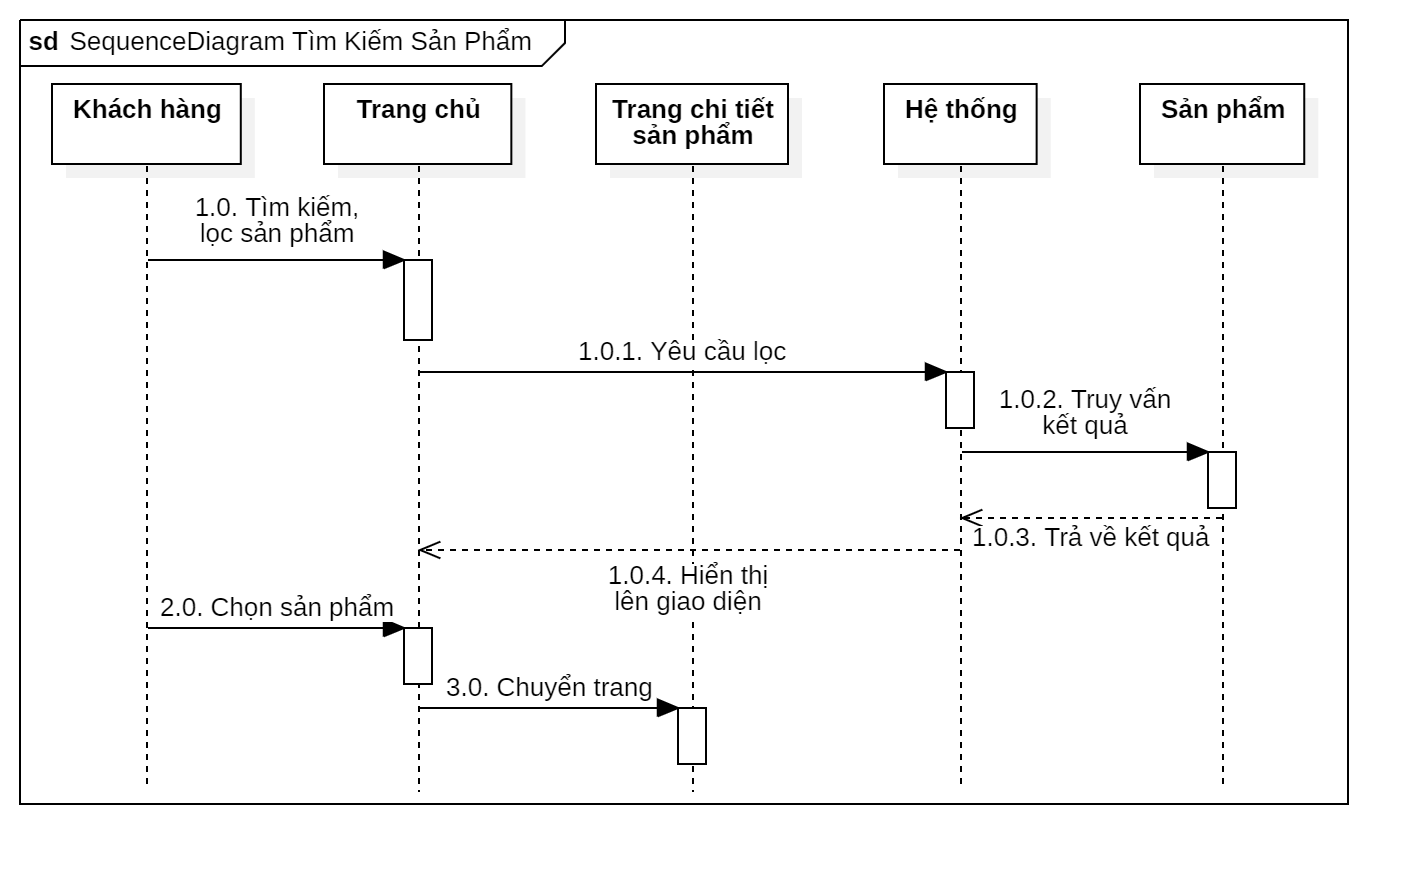 sd SequenceDiagram Tìm Kiếm Sản Phẩm
Khách hàng
Trang chủ
Trang chi tiết
sản phẩm
Hệ thống
Sản phẩm
1.0. Tìm kiếm,
lọc sản phẩm
1.0.1. Yêu cầu lọc
1.0.2. Truy vấn
kết quả
1.0.3. Trả về kết quả
1.0.4. Hiển thị
lên giao diện
2.0. Chọn sản phẩm
3.0. Chuyển trang